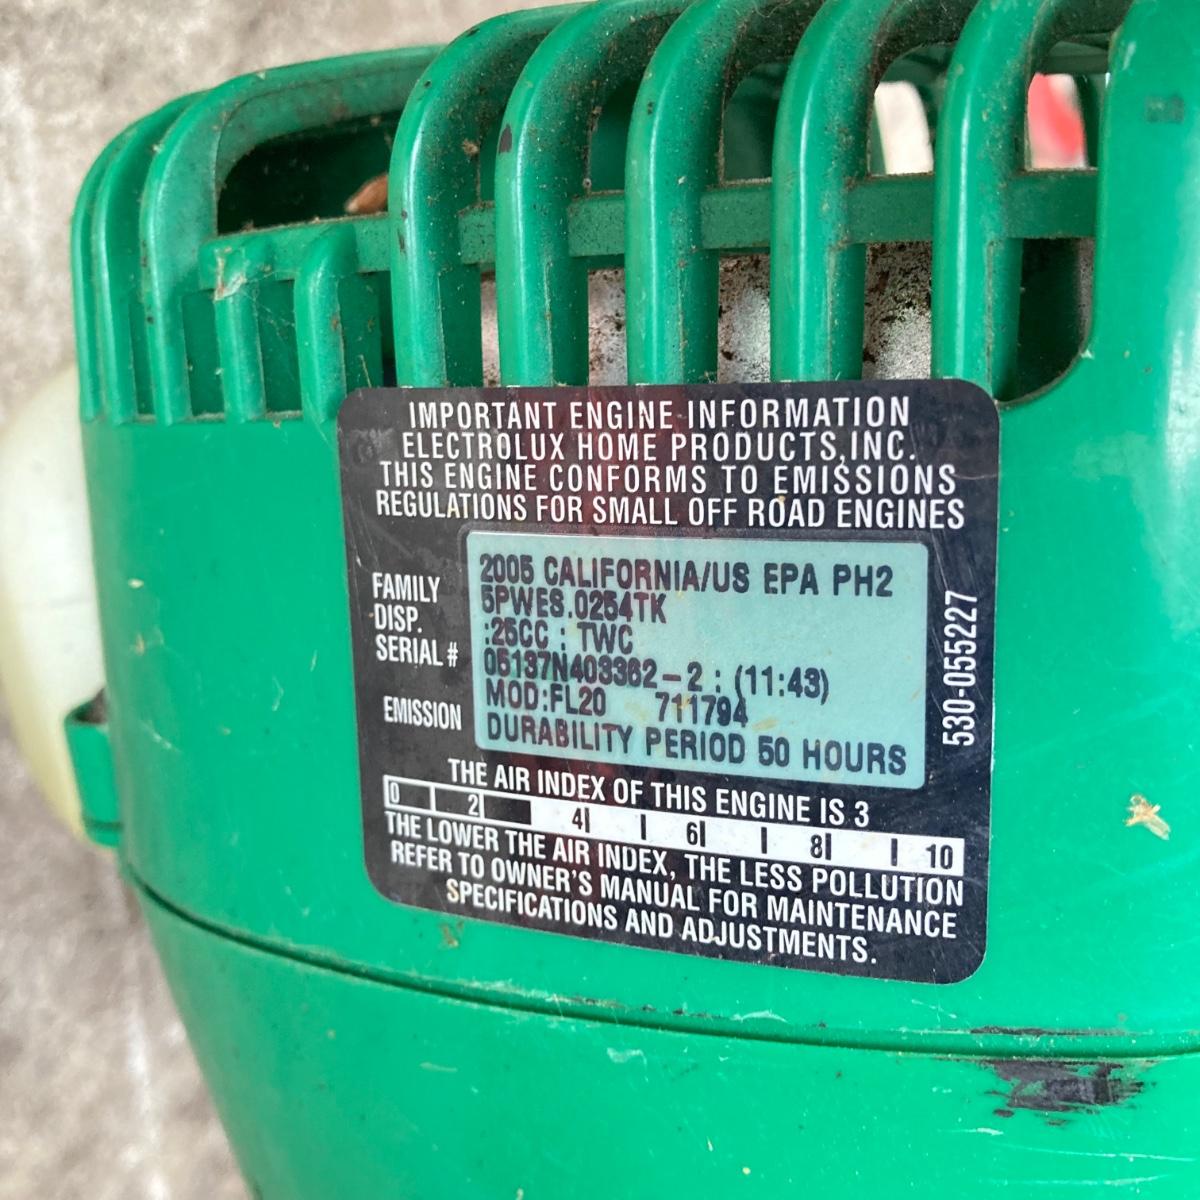 IMPORTANT ENGINE INFORMATION
ELECTROLUX HOME PRODUCTS,INC.
THIS ENGINE CONFORMS TO EMISSIONS
REGULATIONS FOR SMALL OFF ROAD ENGINES
FAMILY
DISP.
SERIAL #
EMISSION
2005 CALIFORNIA/US EPA PH2
5PWES.0254TK
:25CC : TWC
05137N403362-2 : (11:43)
MOD:FL20 711794
DURABILITY PERIOD 50 HOURS
530-055227
THE AIR INDEX OF THIS ENGINE IS 3
0 2 4 6 8 10
THE LOWER THE AIR INDEX, THE LESS POLLUTION
REFER TO OWNER'S MANUAL FOR MAINTENANCE
SPECIFICATIONS AND ADJUSTMENTS.